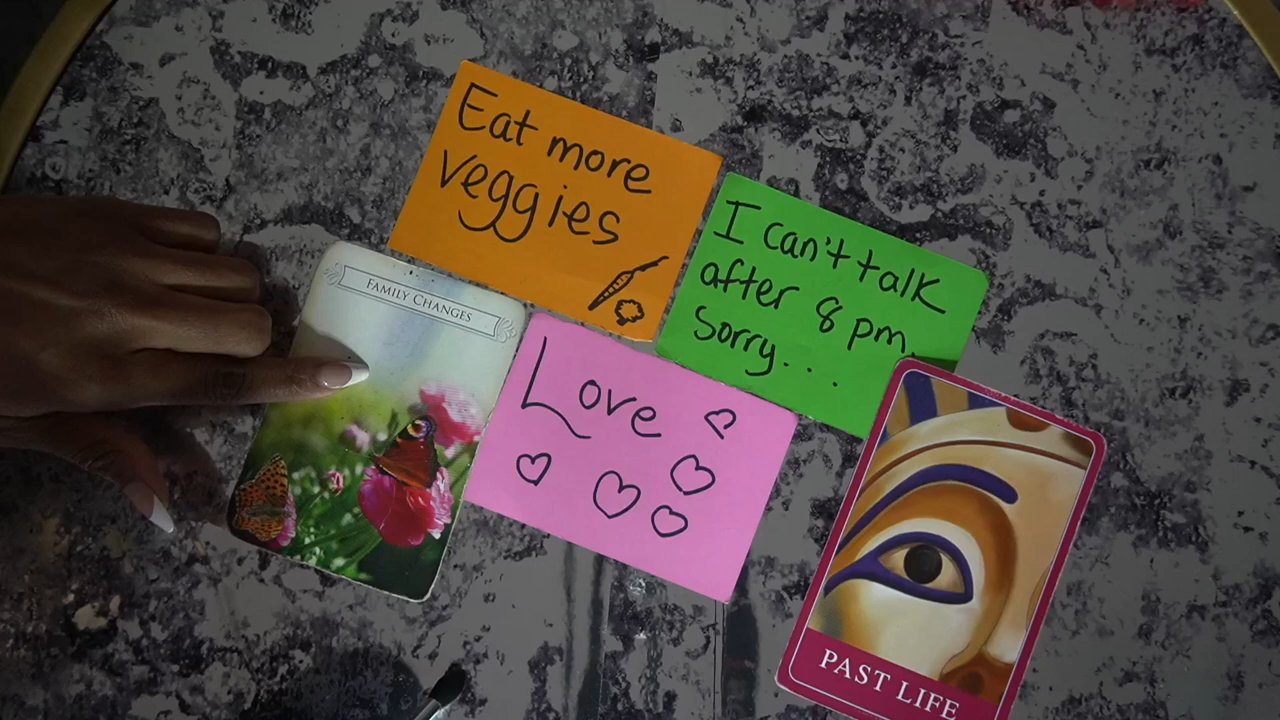 Eat more
veggies
I can't talk
after 8 pm.
Sorry...
FAMILY CHANGES
Love
PAST LIFE